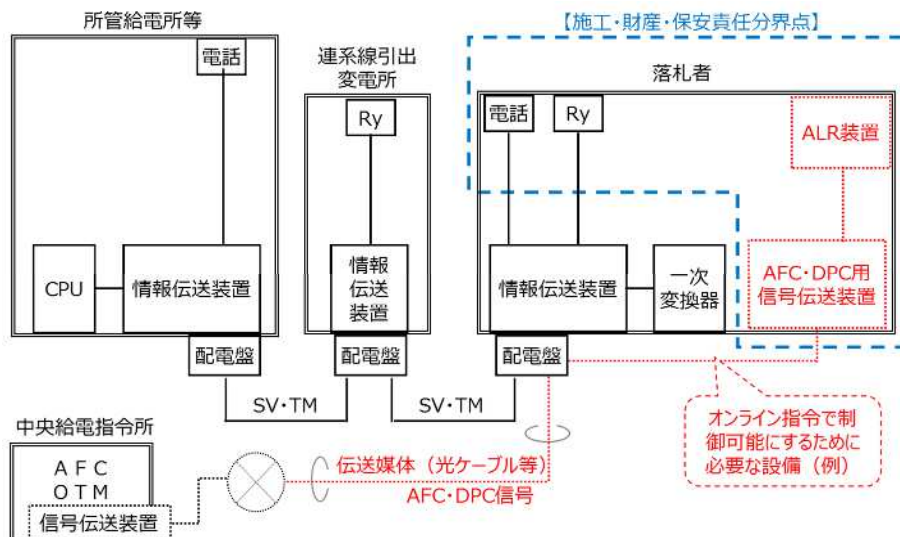 所管給電所等
電話
CPU
情報伝送装置
配電盤
連系線引出
変電所
Ry
情報
伝送
装置
配電盤
【施工・財産・保安責任分界点】
落札者
電話
Ry
ALR装置
情報伝送装置
一次
変換器
AFC・DPC用
信号伝送装置
配電盤
SV・TM
SV・TM
オンライン指令で制
御可能にするために
必要な設備（例）
中央給電指令所
AFC
OTM
信号伝送装置
伝送媒体（光ケーブル等）
AFC・DPC信号